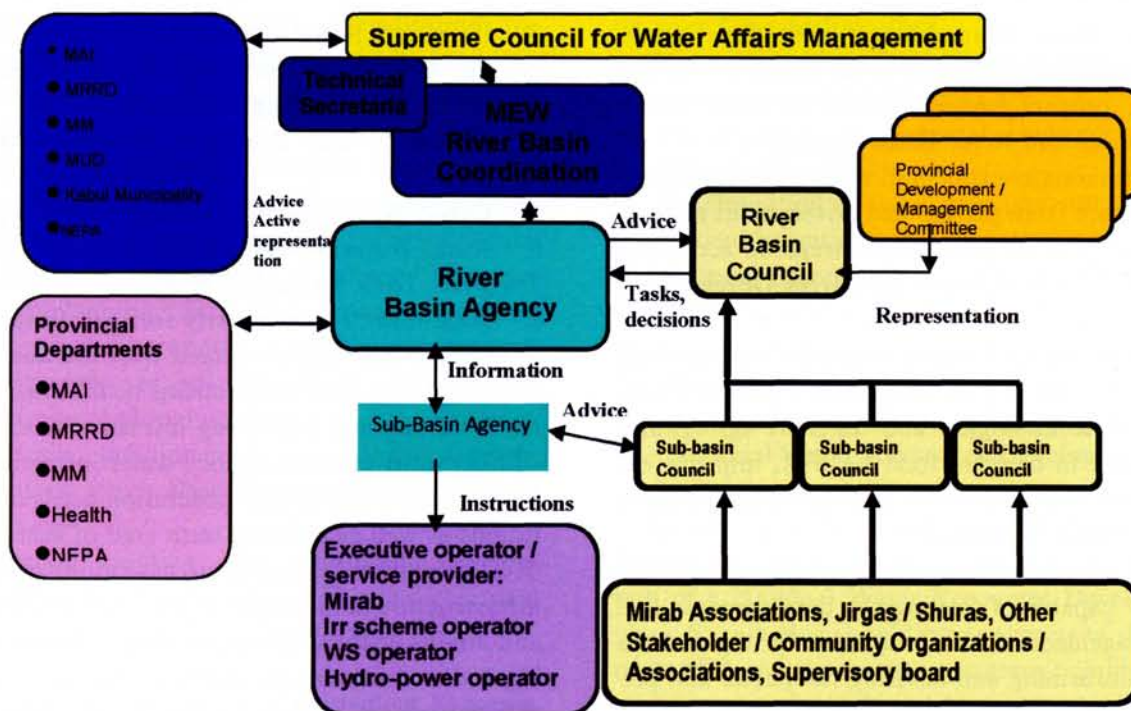 Supreme Council for Water Affairs Management
MAI
MRRD
MM
MUD
Kabul Municipality
NEPA
Technical
Secretaria
MEW
River Basin
Coordination
Provincial
Development /
Management
Committee
Advice
Active
representa
tion
River
Basin Agency
Advice
Tasks,
decisions
River
Basin
Council
Representation
Provincial
Departments
MAI
MRRD
MM
Health
NEPA
Information
Sub-Basin Agency
Advice
Sub-basin
Council
Sub-basin
Council
Sub-basin
Council
Instructions
Executive operator /
service provider:
Mirab
Irr scheme operator
WS operator
Hydro-power operator
Mirab Associations, Jirgas / Shuras, Other
Stakeholder / Community Organizations /
Associations, Supervisory board